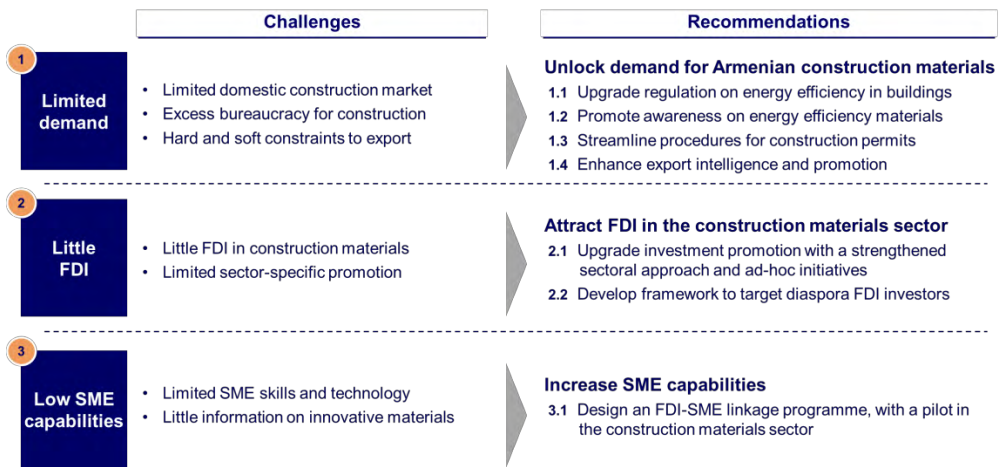 Challenges
Recommendations
1
Limited
demand
• Limited domestic construction market
• Excess bureaucracy for construction
• Hard and soft constraints to export
Unlock demand for Armenian construction materials
1.1 Upgrade regulation on energy efficiency in buildings
1.2 Promote awareness on energy efficiency materials
1.3 Streamline procedures for construction permits
1.4 Enhance export intelligence and promotion
2
Little
FDI
• Little FDI in construction materials
• Limited sector-specific promotion
Attract FDI in the construction materials sector
2.1 Upgrade investment promotion with a strengthened
sectoral approach and ad-hoc initiatives
2.2 Develop framework to target diaspora FDI investors
3
Low SME
capabilities
• Limited SME skills and technology
• Little information on innovative materials
Increase SME capabilities
3.1 Design an FDI-SME linkage programme, with a pilot in
the construction materials sector